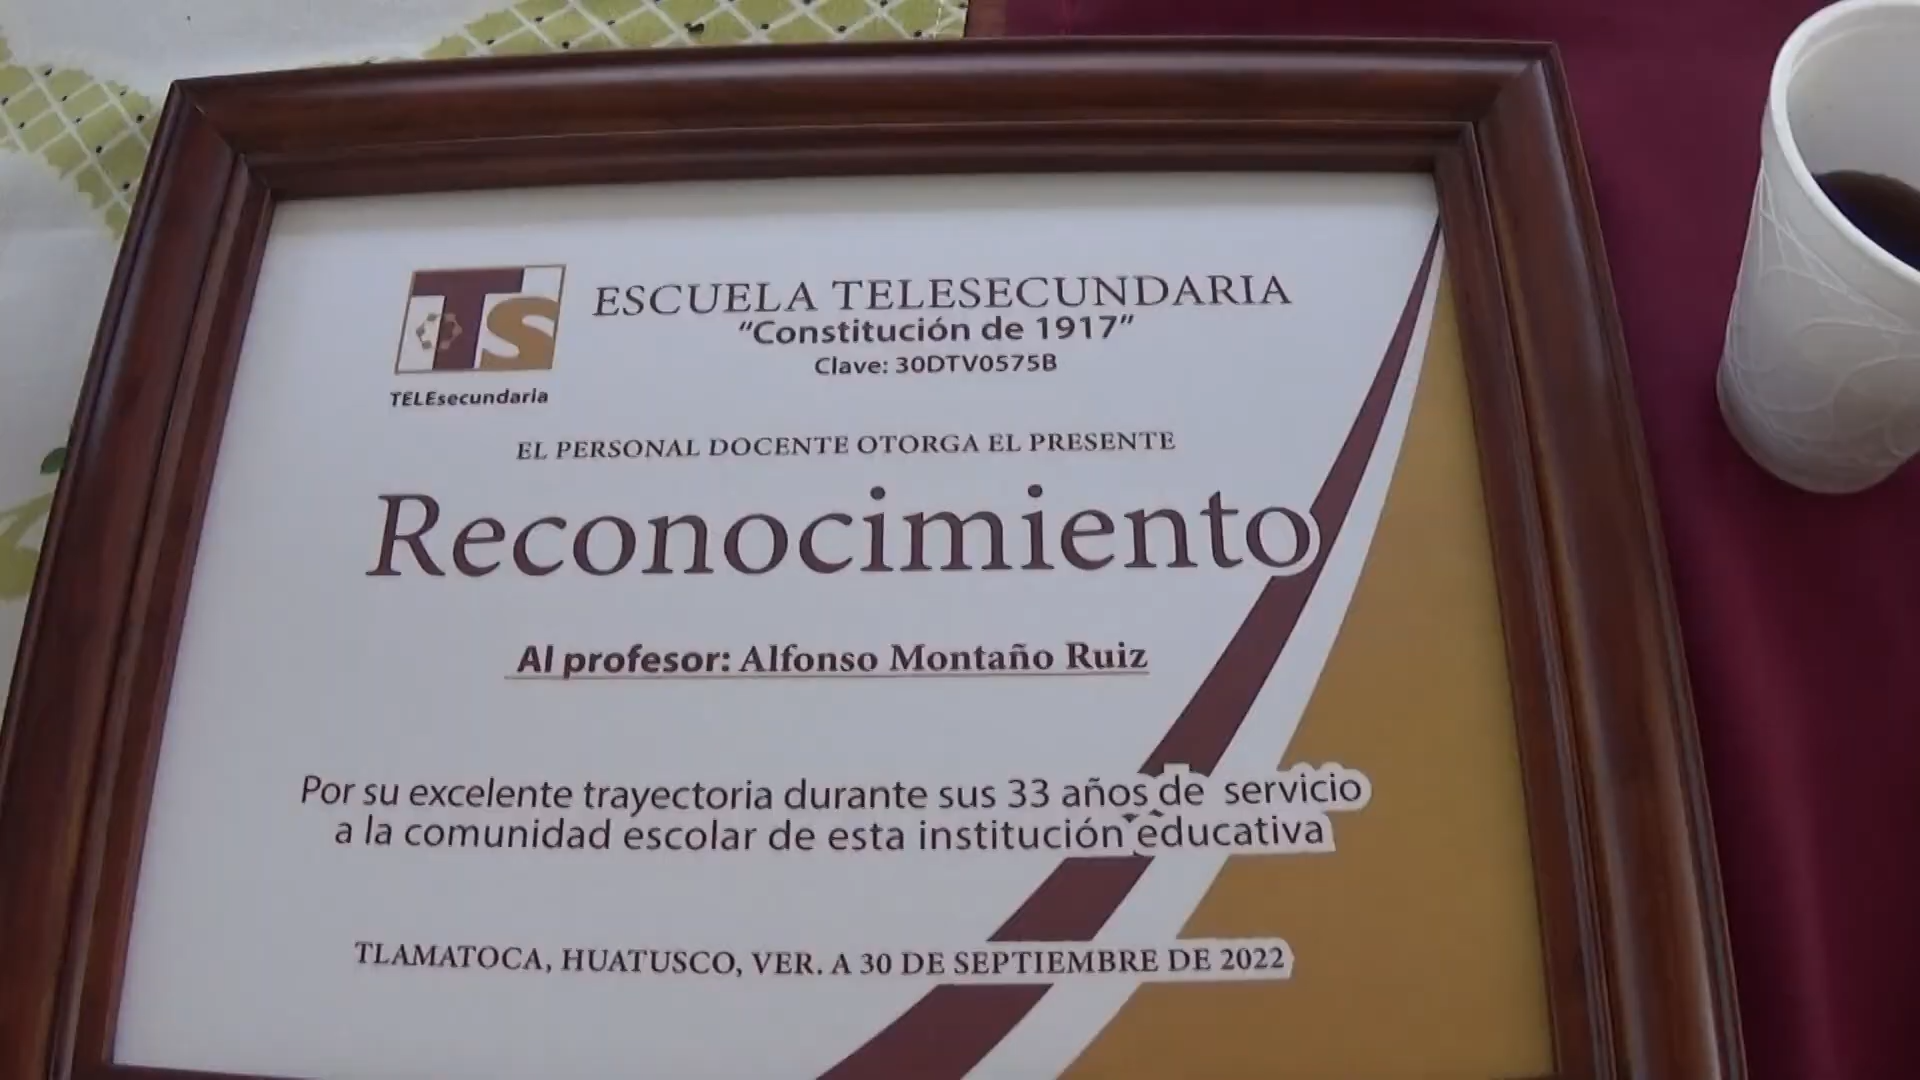 TS
ESCUELA TELESECUNDARIA
“Constitución de 1917”
Clave: 30DTV0575B
TELEsecundaria
EL PERSONAL DOCENTE OTORGA EL PRESENTE
Reconocimiento
Al profesor: Alfonso Montaño Ruiz
Por su excelente trayectoria durante sus 33 años de servicio
a la comunidad escolar de esta institución educativa
TLAMATOCA, HUATUSCO, VER. A 30 DE SEPTIEMBRE DE 2022